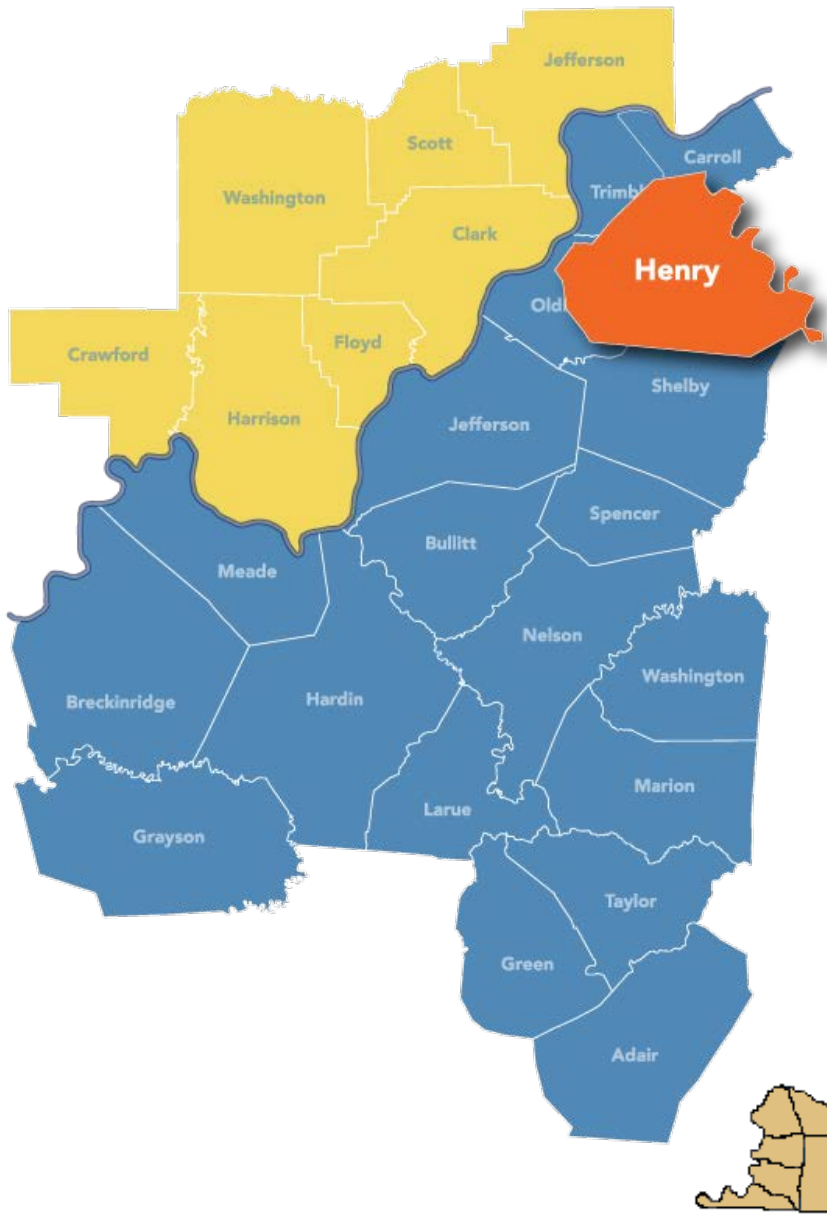 Jefferson
Scott
Carroll
Washington
Trimbl
Clark
Henry
Old
Floyd
Crawford
Shelby
Harrison
Jefferson
Spencer
Bullitt
Meade
Nelson
Washington
Hardin
Breckinridge
Marion
Larue
Grayson
Taylor
Green
Adair